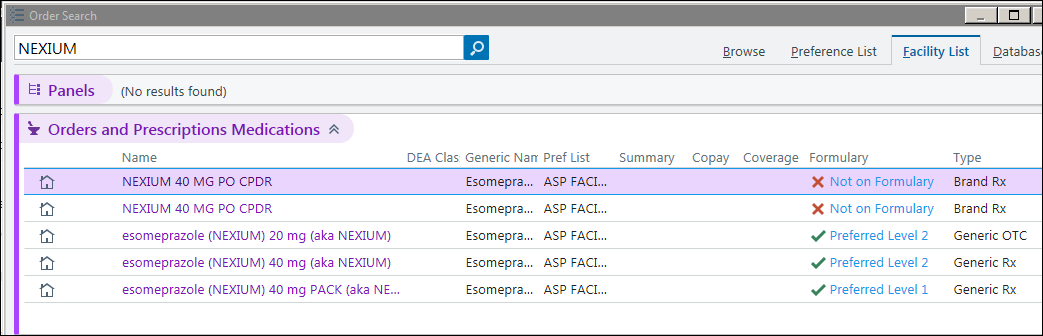 Order Search
NEXIUM
Browse Preference List Facility List Database
Panels (No results found)
Orders and Prescriptions Medications
Name DEA Clas Generic Nam Pref List Summary Copay Coverage Formulary Type
NEXIUM 40 MG PO CPDR Esomepra... ASP FACI... Not on Formulary Brand Rx
NEXIUM 40 MG PO CPDR Esomepra... ASP FACI... Not on Formulary Brand Rx
esomeprazole (NEXIUM) 20 mg (aka NEXIUM) Esomepra... ASP FACI... Preferred Level 2 Generic OTC
esomeprazole (NEXIUM) 40 mg (aka NEXIUM) Esomepra... ASP FACI... Preferred Level 2 Generic Rx
esomeprazole (NEXIUM) 40 mg PACK (aka NE... Esomepra... ASP FACI... Preferred Level 1 Generic Rx